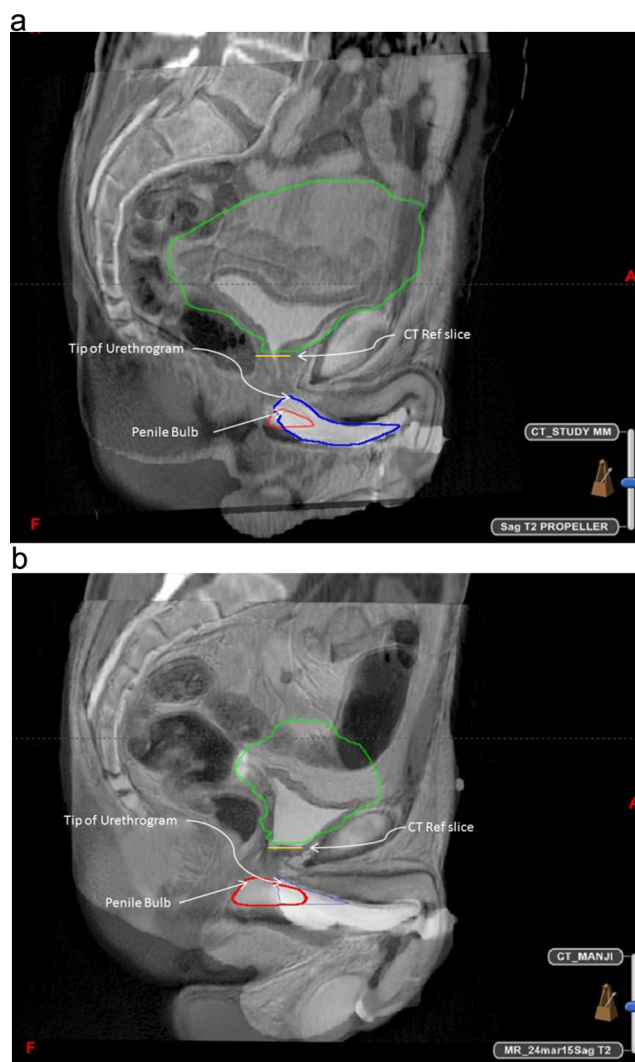 a
A
CT Ref slice
Tip of Urethrogram
Penile Bulb
CT_STUDY MM
F
Sag T2 PROPELLER
b
A
Tip of Urethrogram
CT Ref slice
Penile Bulb
CT_MANJI
F
MR_24mar15Sag T2